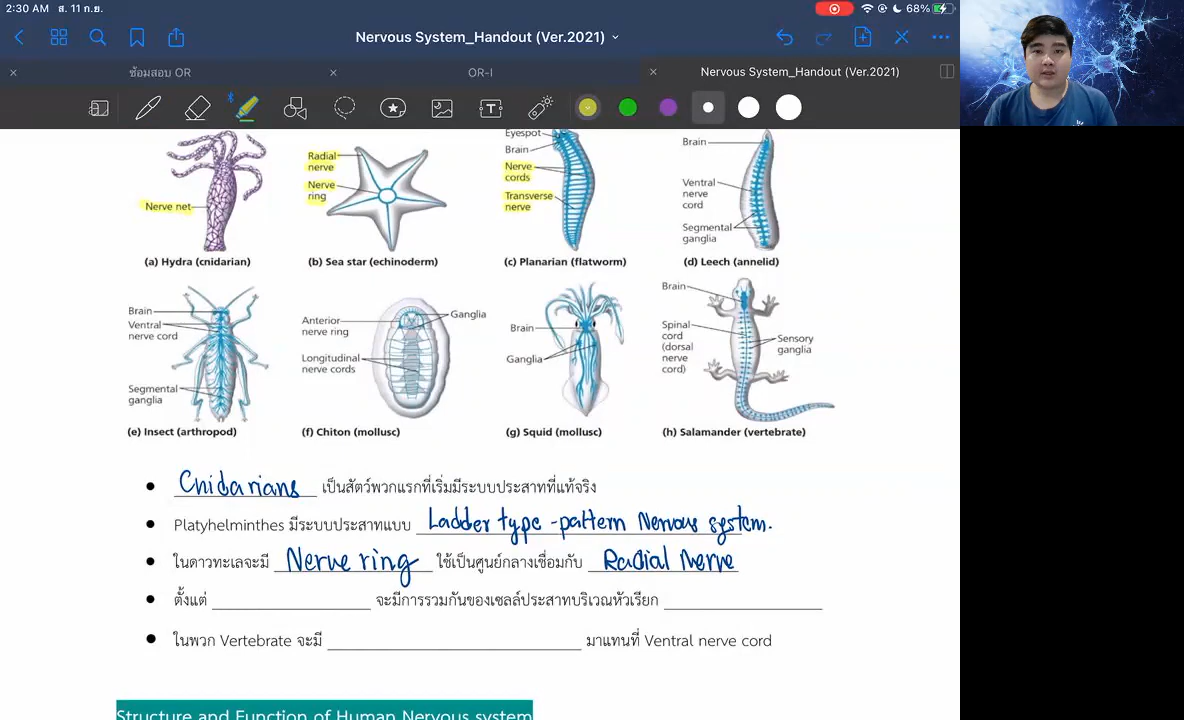 2:30 AM ส. 11 ก.ย. 68%
Nervous System_Handout (Ver.2021)
ซ้อมสอบ OR OR-I Nervous System_Handout (Ver.2021)
Radial
nerve
Nerve
ring
Nerve net
Eyespot
Brain
Nerve
cords
Transverse
nerve
Brain
Ventral
nerve
cord
Segmental
ganglia
(a) Hydra (cnidarian) (b) Sea star (echinoderm) (c) Planarian (flatworm) (d) Leech (annelid)
Brain
Ventral
nerve cord
Segmental
ganglia
Anterior
nerve ring
Longitudinal
nerve cords
Ganglia
Brain
Ganglia
Brain
Spinal
cord
(dorsal
nerve
cord)
Sensory
ganglia
(e) Insect (arthropod) (f) Chiton (mollusc) (g) Squid (mollusc) (h) Salamander (vertebrate)
Cnidarians เป็นสัตว์พวกแรกที่เริ่มมีระบบประสาทที่แท้จริง
Platyhelminthes มีระบบประสาทแบบ Ladder type -pattern Nervous system.
ในดาวทะเลจะมี Nerve ring ใช้เป็นศูนย์กลางเชื่อมกับ Radial nerve
ตั้งแต่ จะมีการรวมกันของเซลล์ประสาทบริเวณหัวเรียก
ในพวก Vertebrate จะมี มาแทนที่ Ventral nerve cord
Structure and Function of Human Nervous system